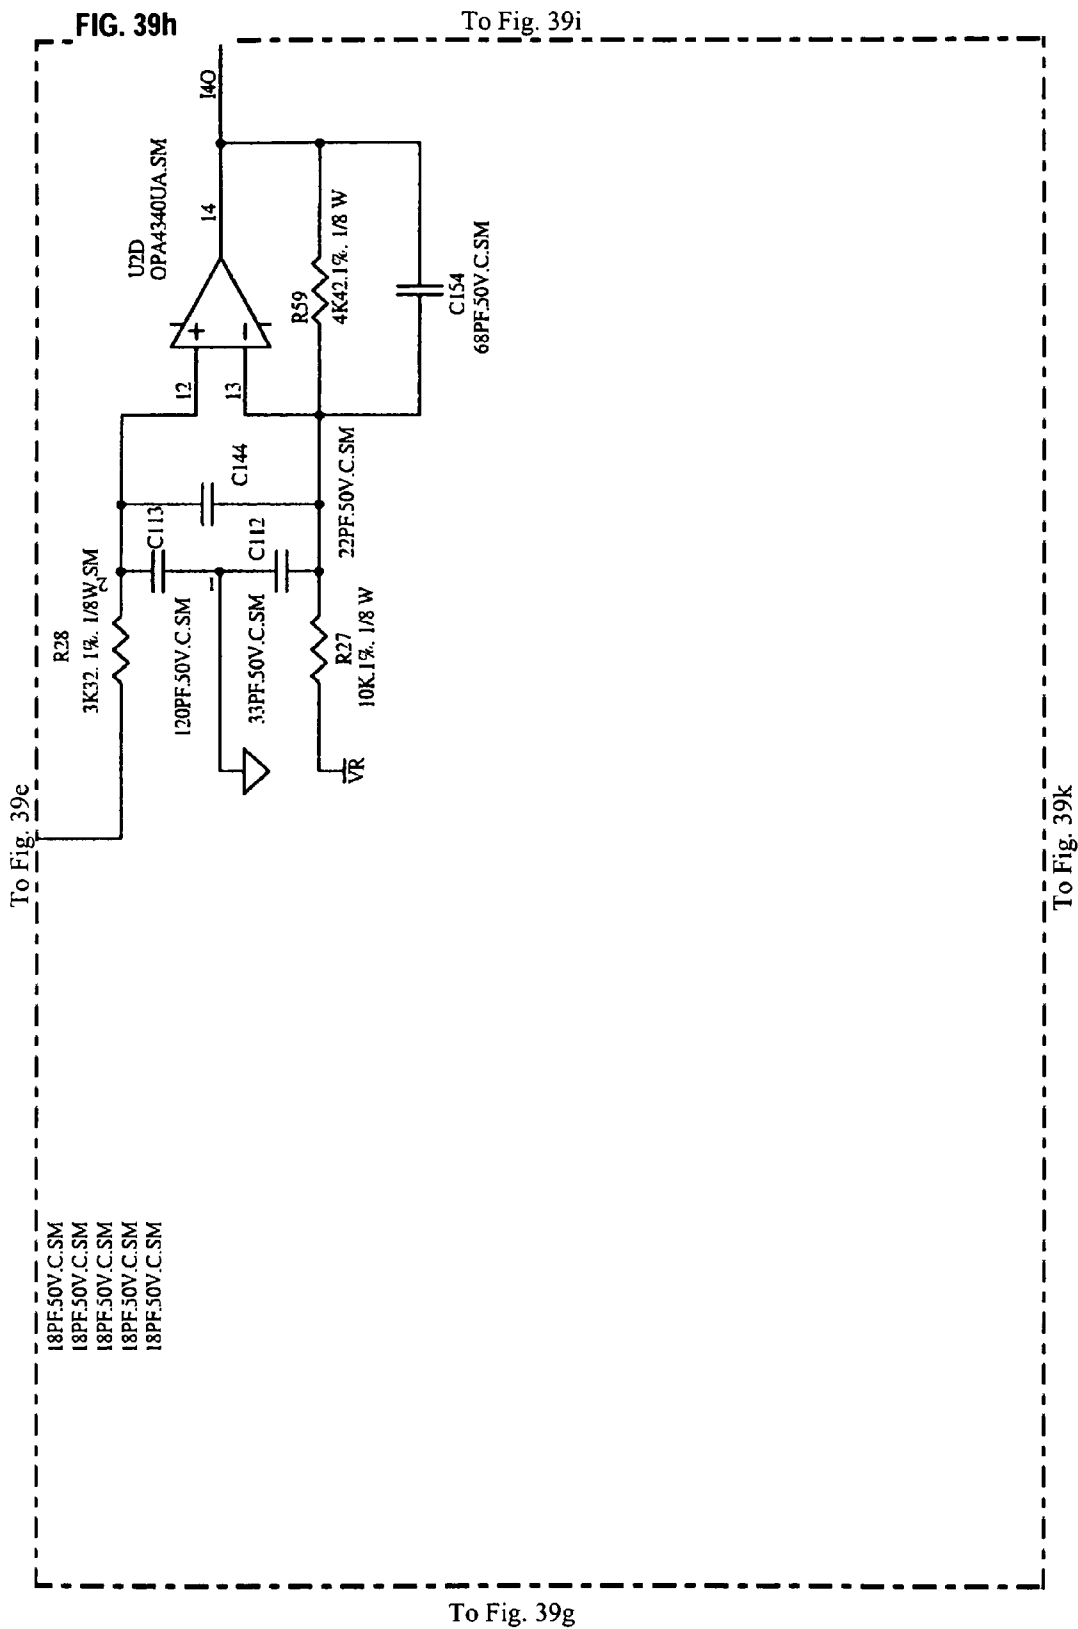 FIG. 39h
To Fig. 39i
I4O
U2D
OPA4340UA.SM
14
12
13
R59
4K42.1%. 1/8 W
C154
68PF.50V.C.SM
C144
22PF.50V.C.SM
C113
C112
R28
3K32. 1%. 1/8W.SM
2
1
120PF.50V.C.SM
33PF.50V.C.SM
R27
10K.1%. 1/8 W
VR
To Fig. 39e
To Fig. 39k
18PF.50V.C.SM
18PF.50V.C.SM
18PF.50V.C.SM
18PF.50V.C.SM
18PF.50V.C.SM
To Fig. 39g